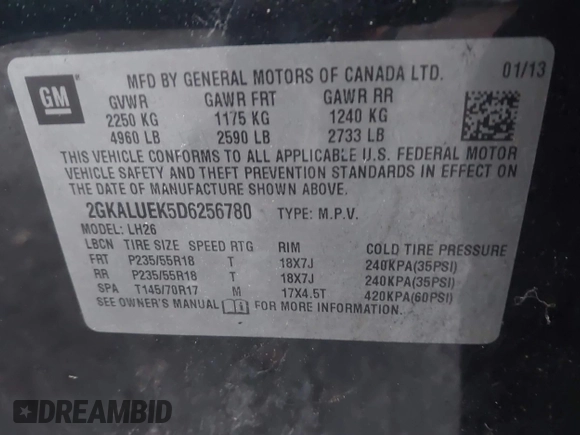 GM
MFD BY GENERAL MOTORS OF CANADA LTD. 01/13
GVWR GAWR FRT GAWR RR
2250 KG 1175 KG 1240 KG
4960 LB 2590 LB 2733 LB
THIS VEHICLE CONFORMS TO ALL APPLICABLE U.S. FEDERAL MOTOR
VEHICLE SAFETY AND THEFT PREVENTION STANDARDS IN EFFECT ON
THE DATE OF MANUFACTURE SHOWN ABOVE.
2GKALUEK5D6256780 TYPE: M.P.V.
MODEL: LH26
LBCN TIRE SIZE SPEED RTG RIM COLD TIRE PRESSURE
FRT P235/55R18 T 18X7J 240KPA(35PSI)
RR P235/55R18 T 18X7J 240KPA(35PSI)
SPA T145/70R17 M 17X4.5T 420KPA(60PSI)
SEE OWNER'S MANUAL FOR MORE INFORMATION.
DREAMBID